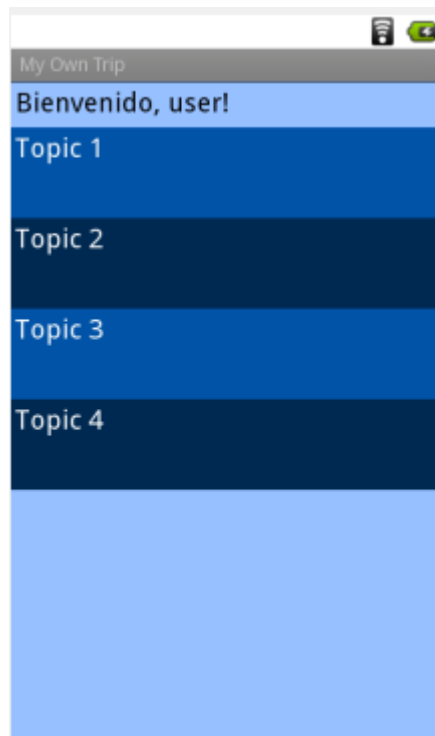 My Own Trip
Bienvenido, user!
Topic 1
Topic 2
Topic 3
Topic 4